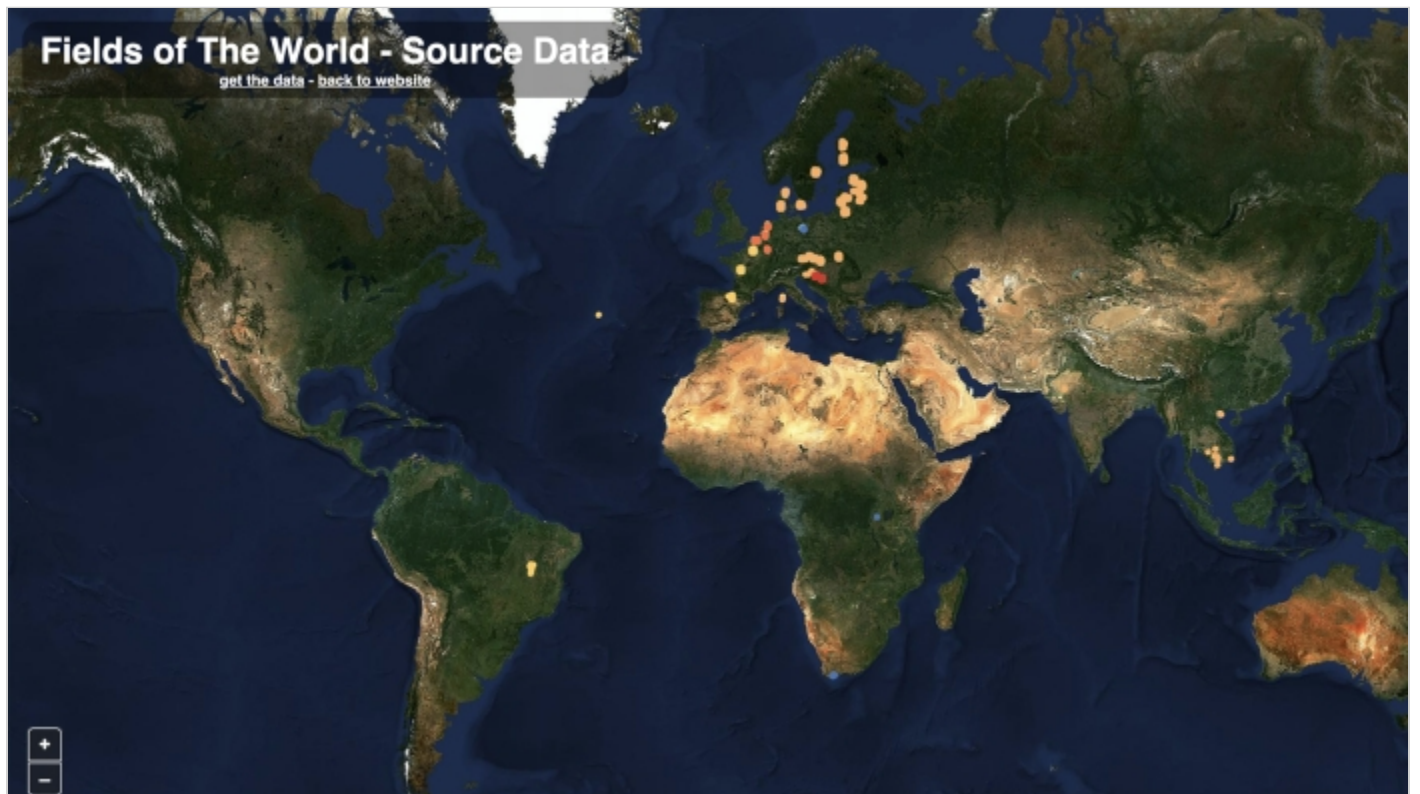 Fields of The World - Source Data
get the data - back to website
+
−